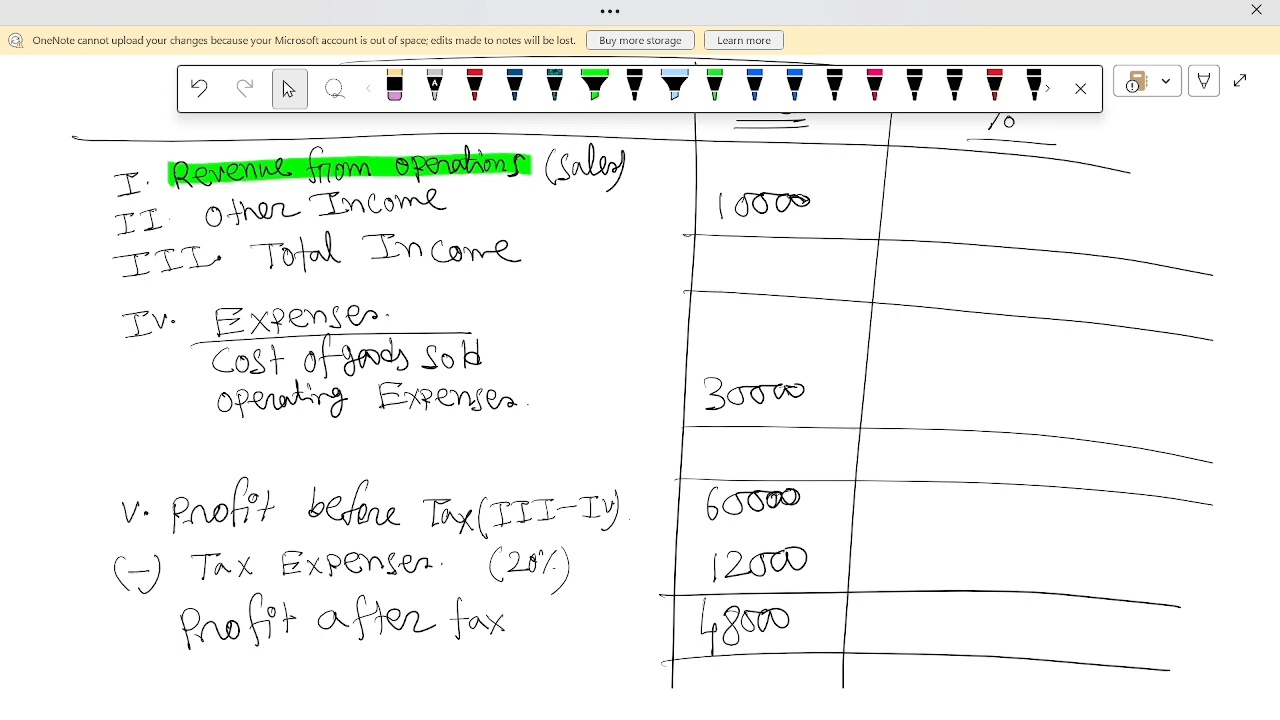 OneNote cannot upload your changes because your Microsoft account is out of space; edits made to notes will be lost. Buy more storage Learn more
%
I. Revenue from operations (sales)
II. Other Income 10000
III. Total Income
IV. Expenses.
Cost of goods sold
operating Expenses. 30000
V. Profit before Tax (III-IV). 60000
(-) Tax Expenses. (20%) 12000
Profit after tax 48000